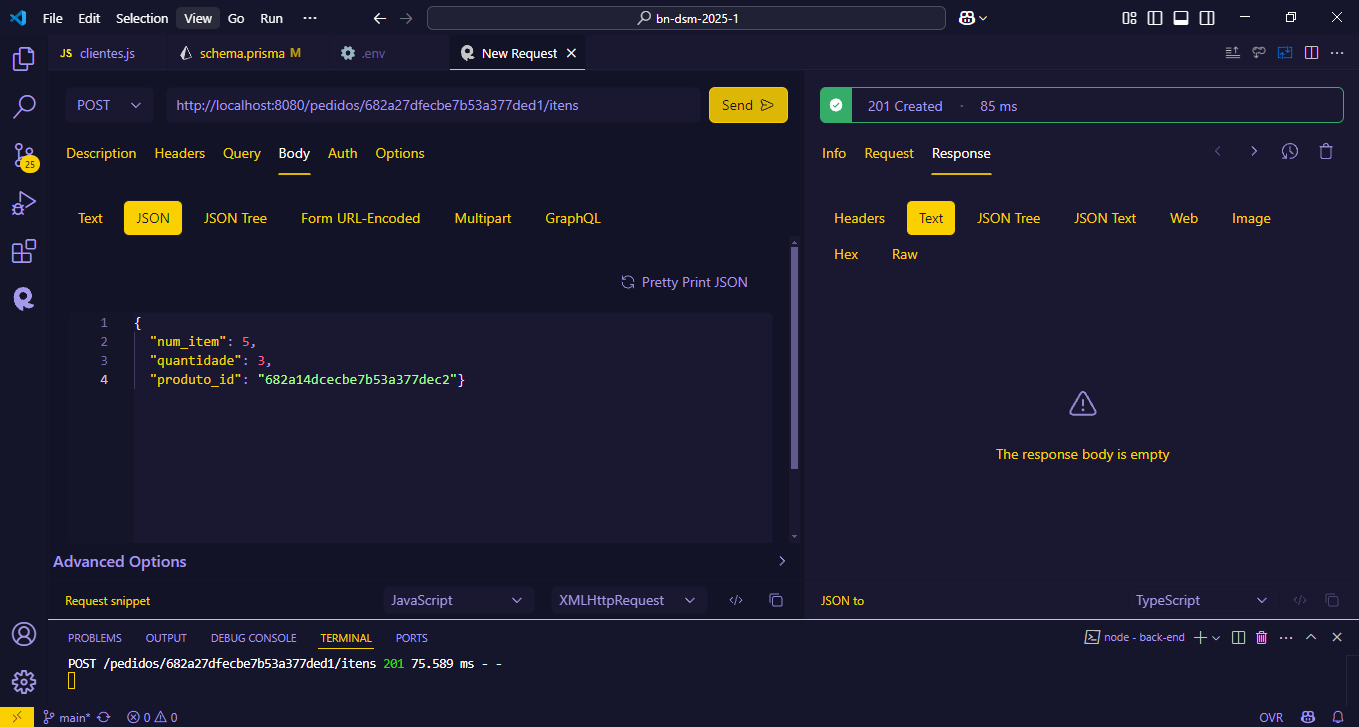 File Edit Selection View Go Run ··· bn-dsm-2025-1
JS clientes.js schema.prisma M .env New Request
POST http://localhost:8080/pedidos/682a27dfecbe7b53a377ded1/itens Send 201 Created · 85 ms
25
Description Headers Query Body Auth Options Info Request Response
Text JSON JSON Tree Form URL-Encoded Multipart GraphQL Headers Text JSON Tree JSON Text Web Image
Hex Raw
Pretty Print JSON
1 {
2 "num_item": 5,
3 "quantidade": 3,
4 "produto_id": "682a14dcecbe7b53a377dec2"}
The response body is empty
Advanced Options
Request snippet JavaScript XMLHttpRequest JSON to TypeScript
PROBLEMS OUTPUT DEBUG CONSOLE TERMINAL PORTS node - back-end
POST /pedidos/682a27dfecbe7b53a377ded1/itens 201 75.589 ms - -
main* 0 0 OVR